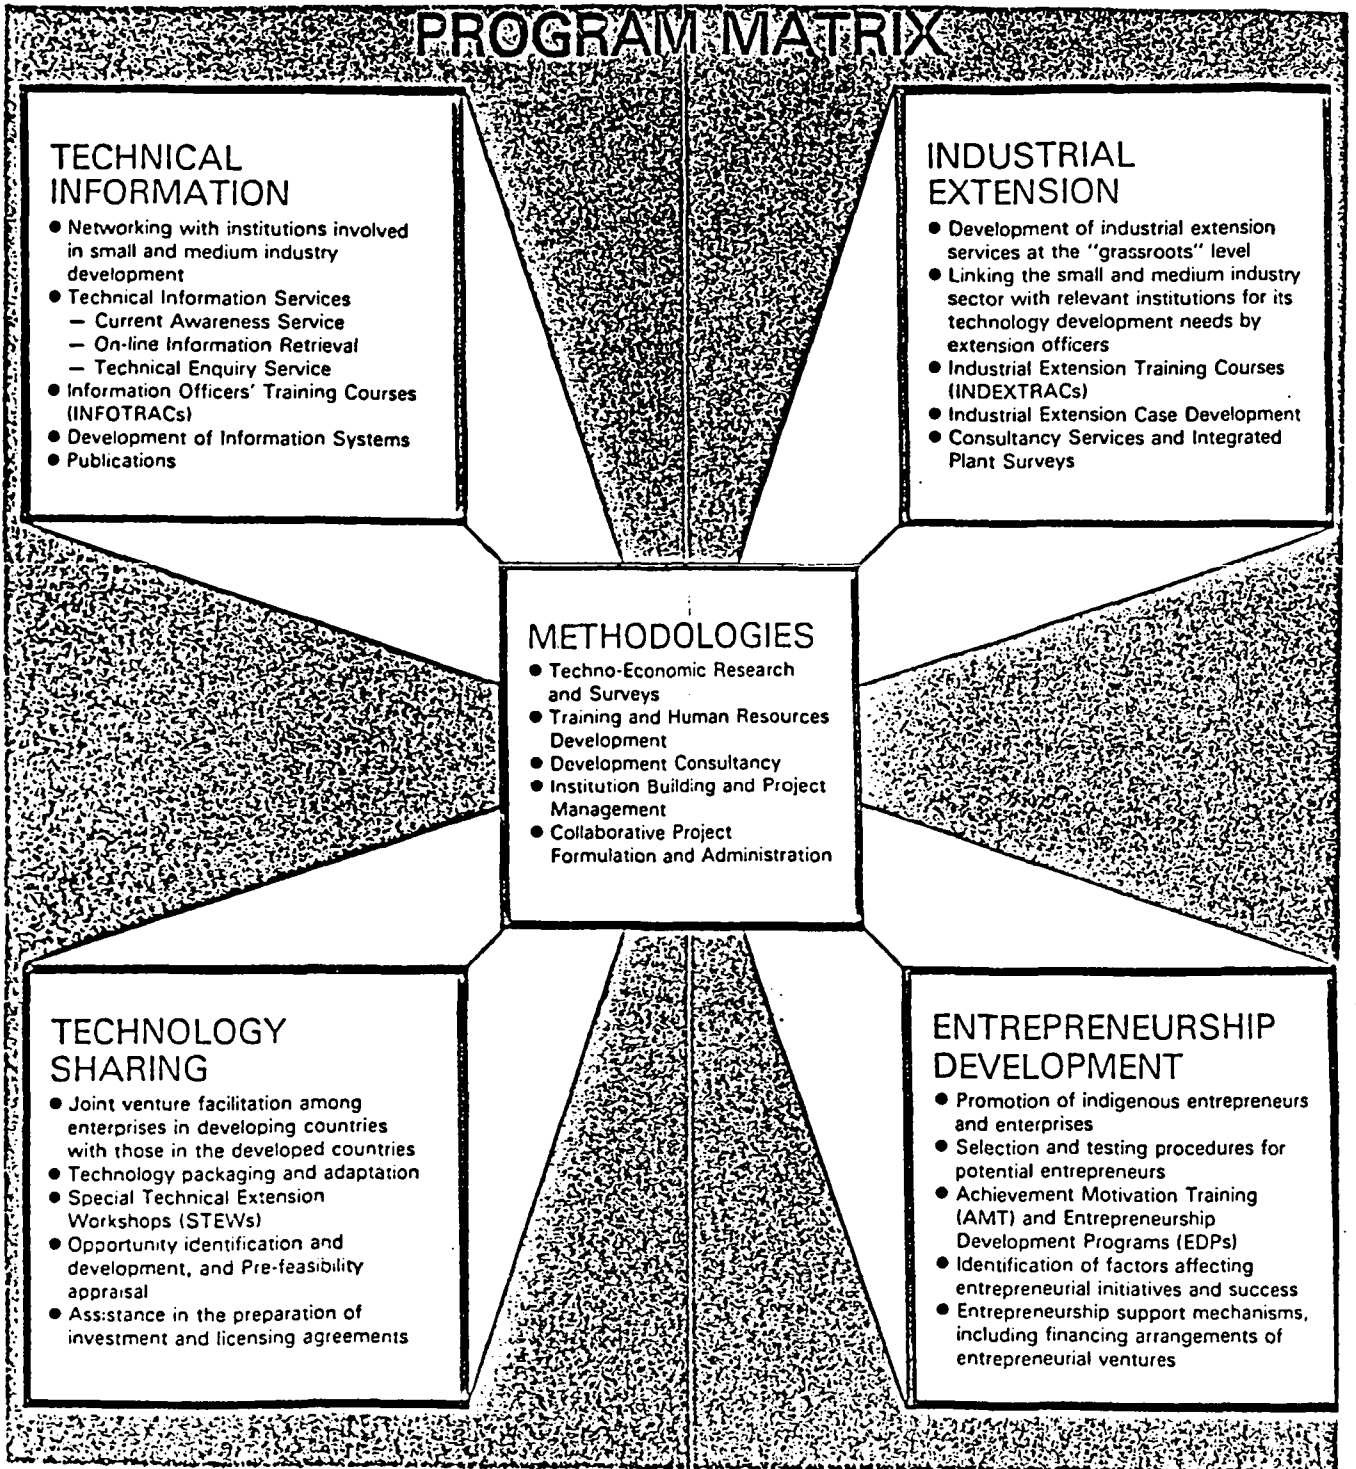 PROGRAM MATRIX
TECHNICAL
INFORMATION
● Networking with institutions involved
in small and medium industry
development
● Technical Information Services
– Current Awareness Service
– On-line Information Retrieval
– Technical Enquiry Service
● Information Officers' Training Courses
(INFOTRACs)
● Development of Information Systems
● Publications
INDUSTRIAL
EXTENSION
● Development of industrial extension
services at the "grassroots" level
● Linking the small and medium industry
sector with relevant institutions for its
technology development needs by
extension officers
● Industrial Extension Training Courses
(INDEXTRACs)
● Industrial Extension Case Development
● Consultancy Services and Integrated
Plant Surveys
METHODOLOGIES
● Techno-Economic Research
and Surveys
● Training and Human Resources
Development
● Development Consultancy
● Institution Building and Project
Management
● Collaborative Project
Formulation and Administration
TECHNOLOGY
SHARING
● Joint venture facilitation among
enterprises in developing countries
with those in the developed countries
● Technology packaging and adaptation
● Special Technical Extension
Workshops (STEWs)
● Opportunity identification and
development, and Pre-feasibility
appraisal
● Assistance in the preparation of
investment and licensing agreements
ENTREPRENEURSHIP
DEVELOPMENT
● Promotion of indigenous entrepreneurs
and enterprises
● Selection and testing procedures for
potential entrepreneurs
● Achievement Motivation Training
(AMT) and Entrepreneurship
Development Programs (EDPs)
● Identification of factors affecting
entrepreneurial initiatives and success
● Entrepreneurship support mechanisms,
including financing arrangements of
entrepreneurial ventures